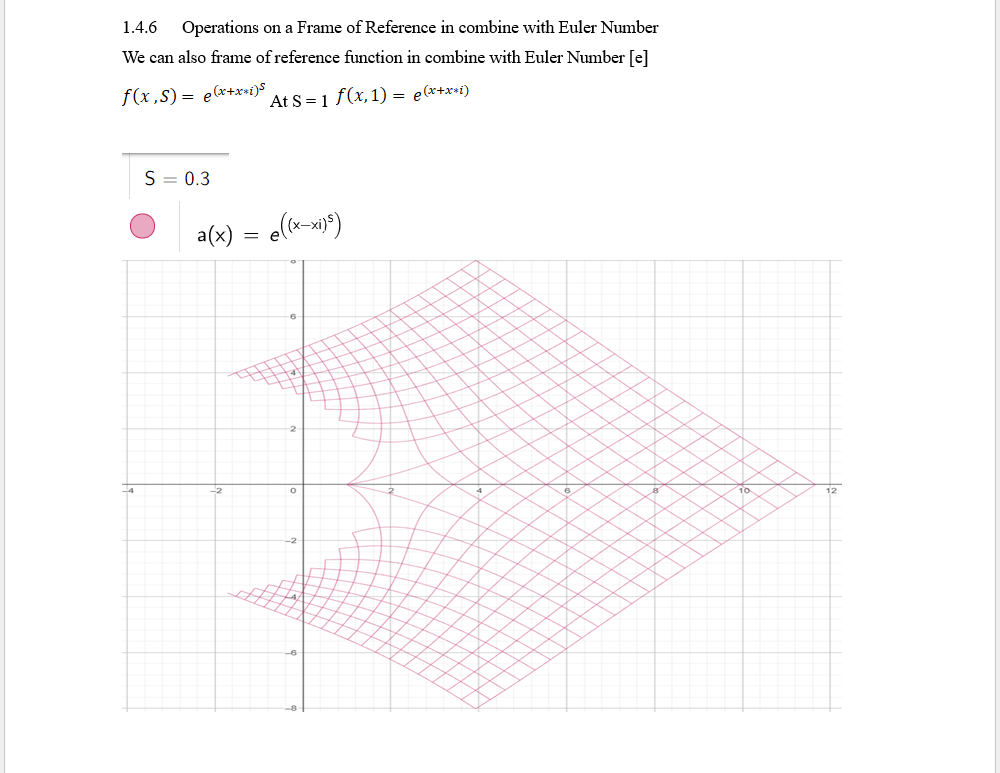 1.4.6 Operations on a Frame of Reference in combine with Euler Number
We can also frame of reference function in combine with Euler Number [e]
f(x ,S) = e^(x+x*i)^S At S = 1 f(x,1) = e^(x+x*i)
S = 0.3
a(x) = e^((x−xi)^S)
8
6
4
2
−4 −2 0 2 4 6 8 10 12
−2
−4
−6
−8